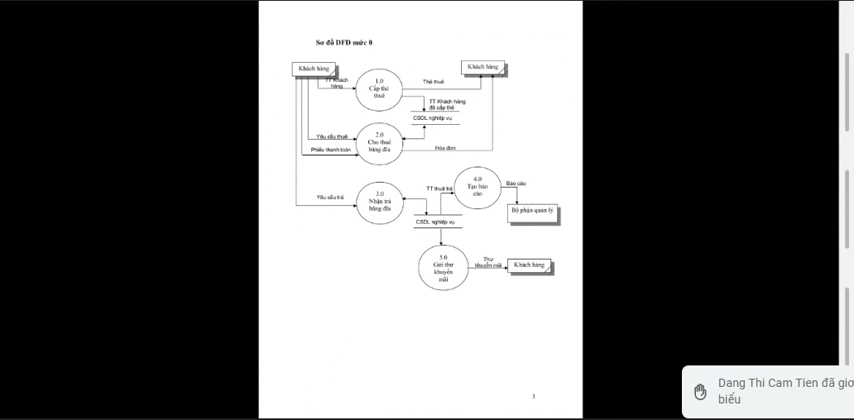 Sơ đồ DFD mức 0
Khách hàng
Khách hàng
TT Khách
hàng
1.0
Cấp thẻ
thuê
Thẻ thuê
TT Khách hàng
đã cấp thẻ
CSDL nghiệp vụ
Yêu cầu thuê
Phiếu thanh toán
2.0
Cho thuê
băng đĩa
Hóa đơn
Yêu cầu trả
3.0
Nhận trả
băng đĩa
TT thuê trả
4.0
Tạo báo
cáo
Báo cáo
Bộ phận quản lý
CSDL nghiệp vụ
5.0
Gửi thư
khuyến
mãi
Thư
khuyến mãi
Khách hàng
3
Dang Thi Cam Tien đã giơ
biểu